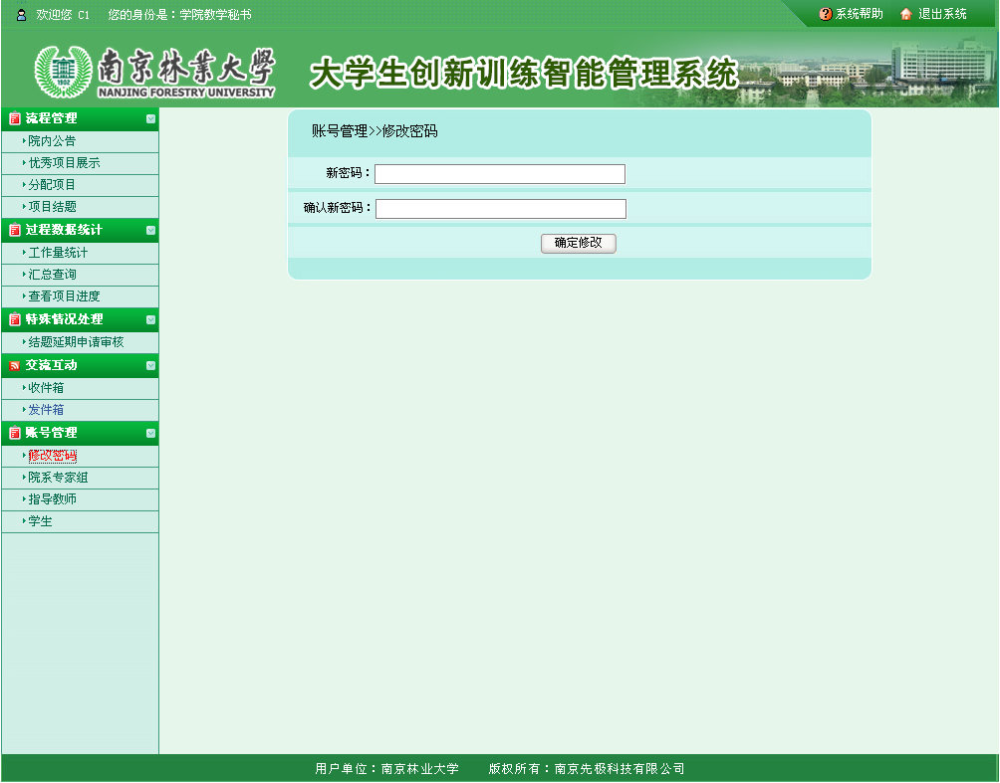 欢迎您 C1 您的身份是：学院教学秘书
系统帮助 退出系统
南京林業大學
NANJING FORESTRY UNIVERSITY
1902
大学生创新训练智能管理系统
流程管理
院内公告
优秀项目展示
分配项目
项目结题
过程数据统计
工作量统计
汇总查询
查看项目进度
特殊情况处理
结题延期申请审核
交流互动
收件箱
发件箱
账号管理
修改密码
院系专家组
指导教师
学生
账号管理>>修改密码
新密码：
确认新密码：
确定修改
用户单位：南京林业大学 版权所有：南京先极科技有限公司